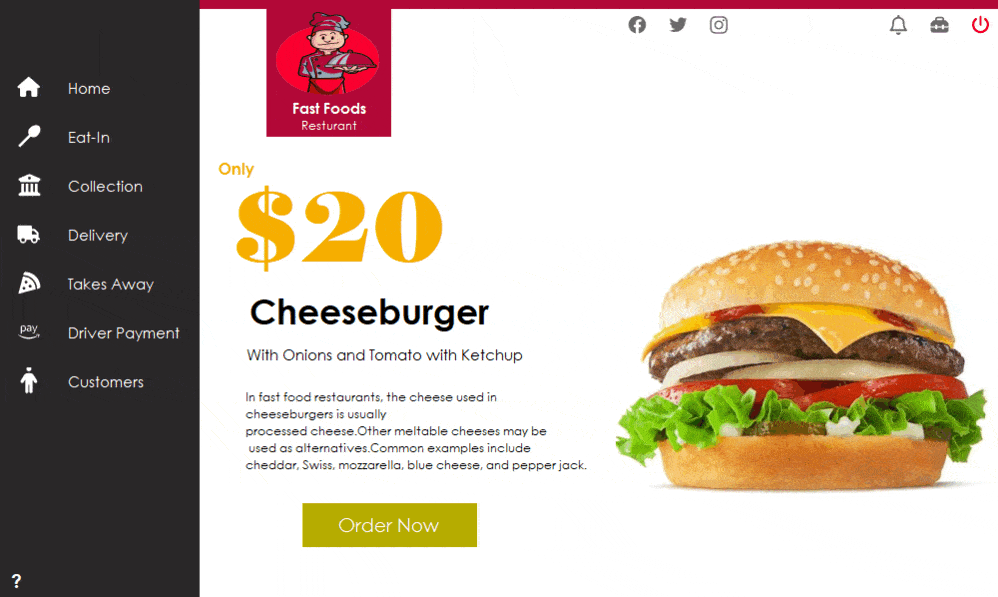 Home
Eat-In
Collection
Delivery
Takes Away
pay
Driver Payment
Customers
?
Fast Foods
Resturant
Only
$20
Cheeseburger
With Onions and Tomato with Ketchup
In fast food restaurants, the cheese used in
cheeseburgers is usually
processed cheese.Other meltable cheeses may be
used as alternatives.Common examples include
cheddar, Swiss, mozzarella, blue cheese, and pepper jack.
Order Now